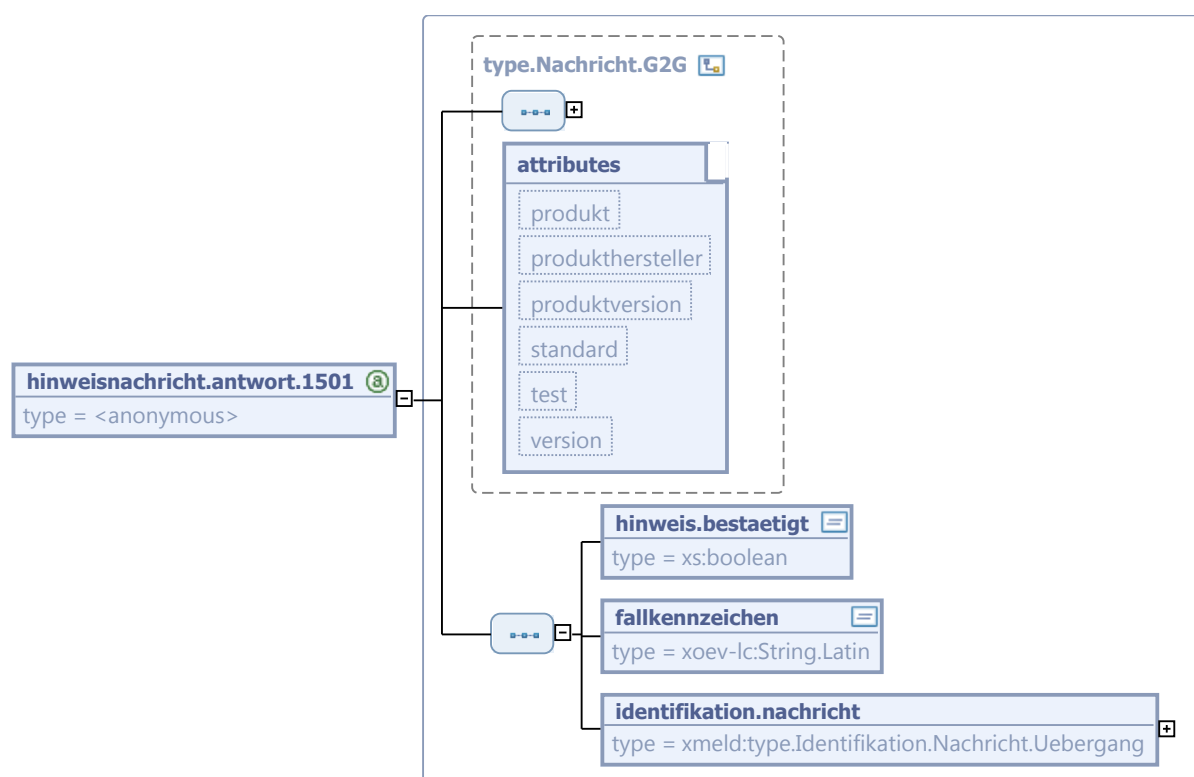 type.Nachricht.G2G
attributes
produkt
produkthersteller
produktversion
standard
test
version
hinweisnachricht.antwort.1501
type = <anonymous>
hinweis.bestaetigt
type = xs:boolean
fallkennzeichen
type = xoev-lc:String.Latin
identifikation.nachricht
type = xmeld:type.Identifikation.Nachricht.Uebergang